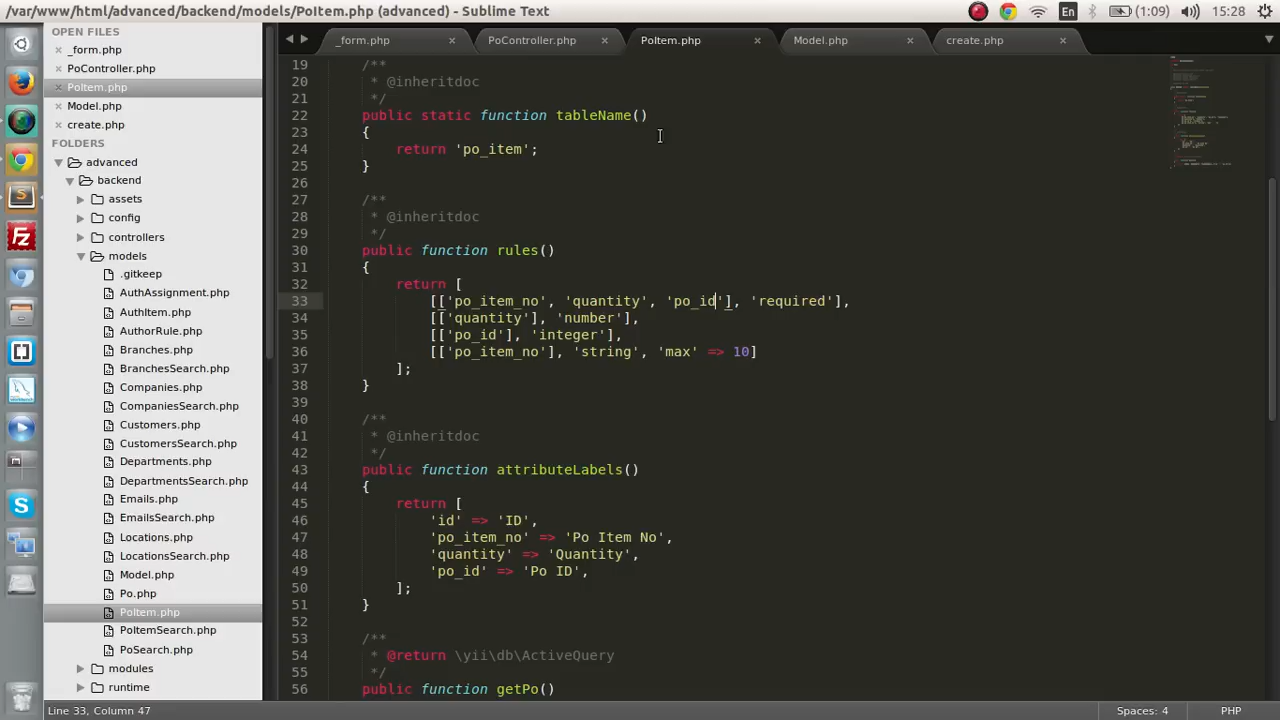 /var/www/html/advanced/backend/models/PoItem.php (advanced) - Sublime Text
En
(1:09)
15:28
OPEN FILES
_form.php
PoController.php
PoItem.php
Model.php
create.php
FOLDERS
advanced
backend
assets
config
controllers
models
.gitkeep
AuthAssignment.php
AuthItem.php
AuthorRule.php
Branches.php
BranchesSearch.php
Companies.php
CompaniesSearch.php
Customers.php
CustomersSearch.php
Departments.php
DepartmentsSearch.php
Emails.php
EmailsSearch.php
Locations.php
LocationsSearch.php
Model.php
Po.php
PoItem.php
PoItemSearch.php
PoSearch.php
modules
runtime
_form.php
PoController.php
PoItem.php
Model.php
create.php
19 /**
20 * @inheritdoc
21 */
22 public static function tableName()
23 {
24 return 'po_item';
25 }
26
27 /**
28 * @inheritdoc
29 */
30 public function rules()
31 {
32 return [
33 [['po_item_no', 'quantity', 'po_id'], 'required'],
34 [['quantity'], 'number'],
35 [['po_id'], 'integer'],
36 [['po_item_no'], 'string', 'max' => 10]
37 ];
38 }
39
40 /**
41 * @inheritdoc
42 */
43 public function attributeLabels()
44 {
45 return [
46 'id' => 'ID',
47 'po_item_no' => 'Po Item No',
48 'quantity' => 'Quantity',
49 'po_id' => 'Po ID',
50 ];
51 }
52
53 /**
54 * @return \yii\db\ActiveQuery
55 */
56 public function getPo()
Line 33, Column 47
Spaces: 4
PHP